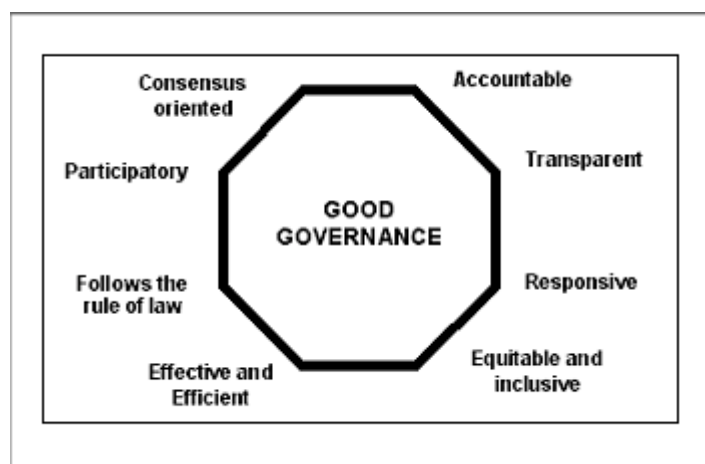 Consensus
oriented
Accountable
Participatory
Transparent
GOOD
GOVERNANCE
Follows the
rule of law
Responsive
Effective and
Efficient
Equitable and
inclusive